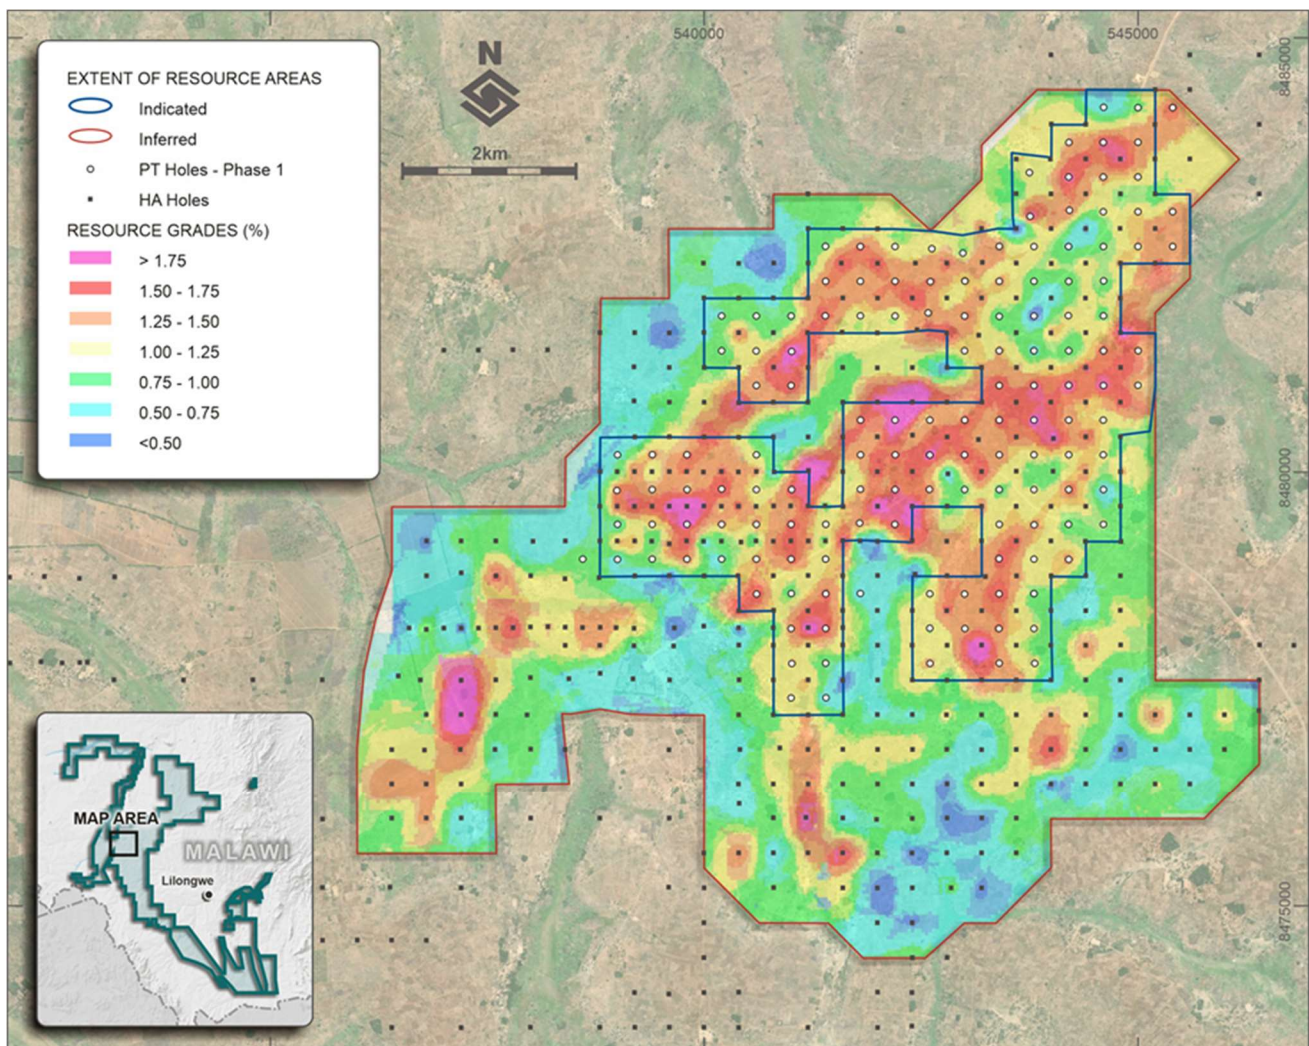 540000
545000
8485000
N
2km
EXTENT OF RESOURCE AREAS
Indicated
Inferred
PT Holes - Phase 1
HA Holes
RESOURCE GRADES (%)
> 1.75
1.50 - 1.75
1.25 - 1.50
1.00 - 1.25
0.75 - 1.00
0.50 - 0.75
<0.50
8480000
MAP AREA
MALAWI
Lilongwe
8475000